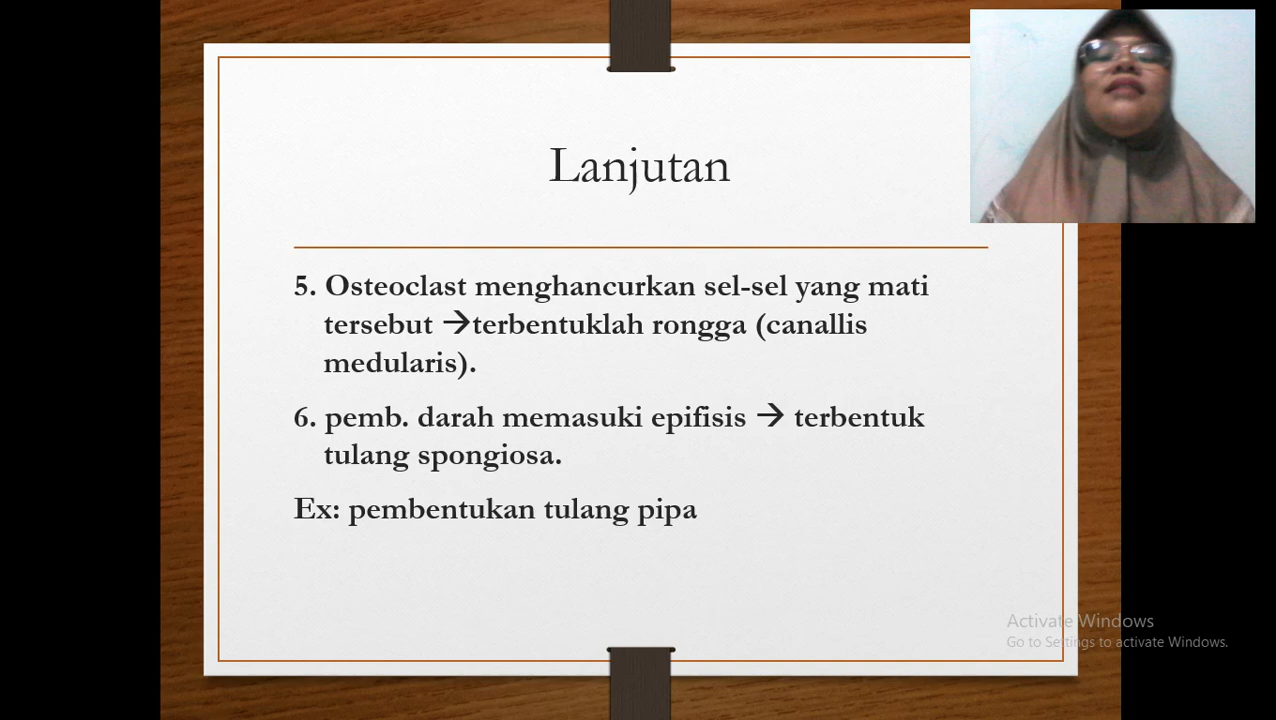 Lanjutan
5. Osteoclast menghancurkan sel-sel yang mati
tersebut →terbentuklah rongga (canallis
medularis).
6. pemb. darah memasuki epifisis → terbentuk
tulang spongiosa.
Ex: pembentukan tulang pipa
Activate Windows
Go to Settings to activate Windows.